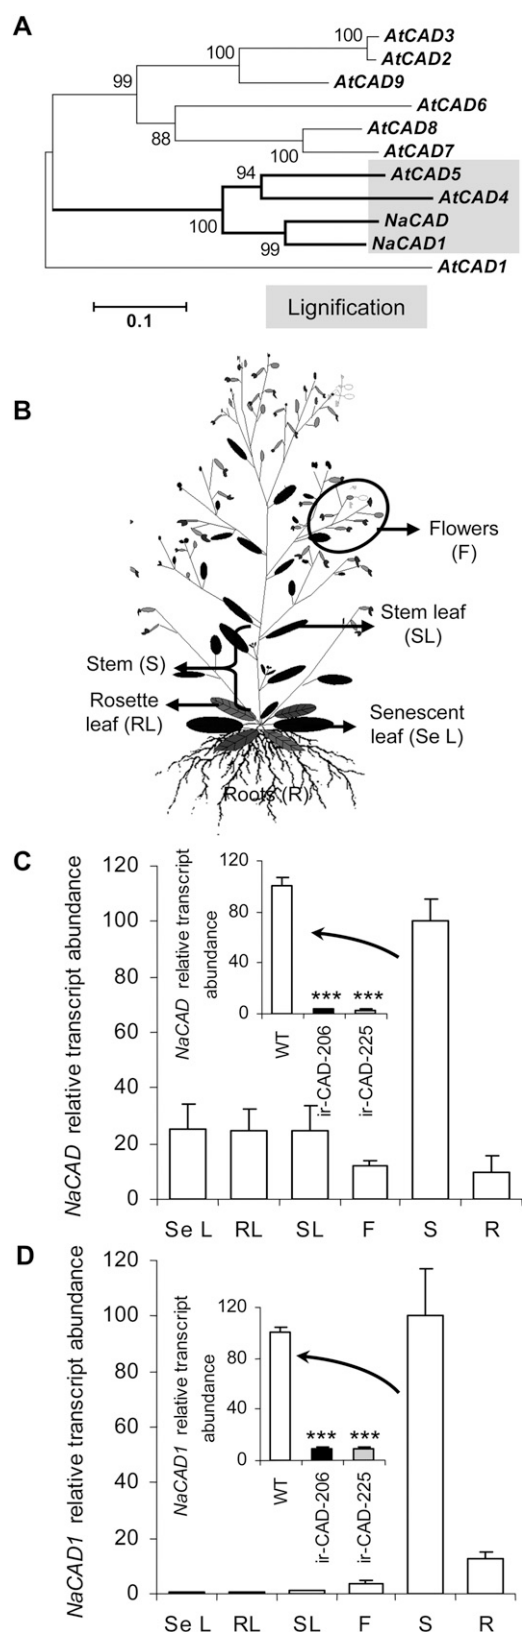 A
100
AtCAD3
100
AtCAD2
AtCAD9
99
AtCAD6
88
AtCAD8
100
AtCAD7
94
AtCAD5
AtCAD4
100
NaCAD
99
NaCAD1
AtCAD1
0.1
Lignification
B
Flowers
(F)
Stem leaf
(SL)
Stem (S)
Rosette
leaf (RL)
Senescent
leaf (Se L)
Roots (R)
C
NaCAD relative transcript abundance
120
100
80
60
40
20
0
NaCAD relative transcript
abundance
120
80
40
0
*** ***
WT
ir-CAD-206
ir-CAD-225
Se L RL SL F S R
D
NaCAD1 relative transcript abundance
120
100
80
60
40
20
0
NaCAD1 relative transcript
abundance
120
80
40
0
*** ***
WT
ir-CAD-206
ir-CAD-225
Se L RL SL F S R